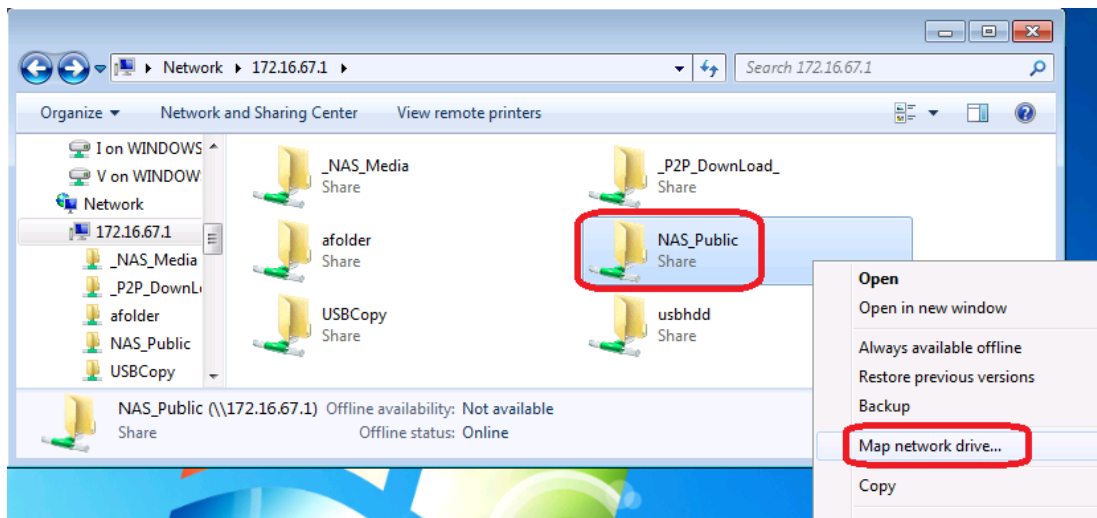 Network ▸ 172.16.67.1 ▸
Search 172.16.67.1
Organize ▾ Network and Sharing Center View remote printers
I on WINDOWS
V on WINDOW
Network
172.16.67.1
_NAS_Media
_P2P_DownL
afolder
NAS_Public
USBCopy
_NAS_Media
Share
_P2P_DownLoad_
Share
afolder
Share
NAS_Public
Share
USBCopy
Share
usbhdd
Share
NAS_Public (\\172.16.67.1) Offline availability: Not available
Share Offline status: Online
Open
Open in new window
Always available offline
Restore previous versions
Backup
Map network drive...
Copy